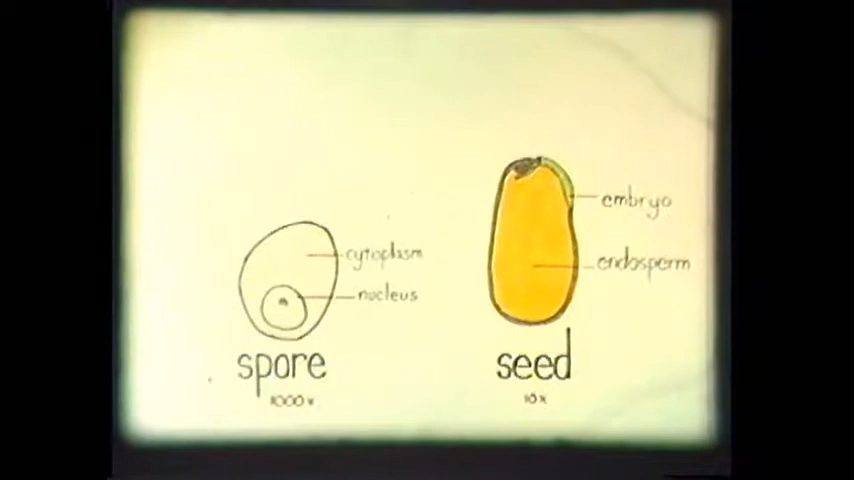 cytoplasm
nucleus
spore
1000 x
embryo
endosperm
seed
10 x